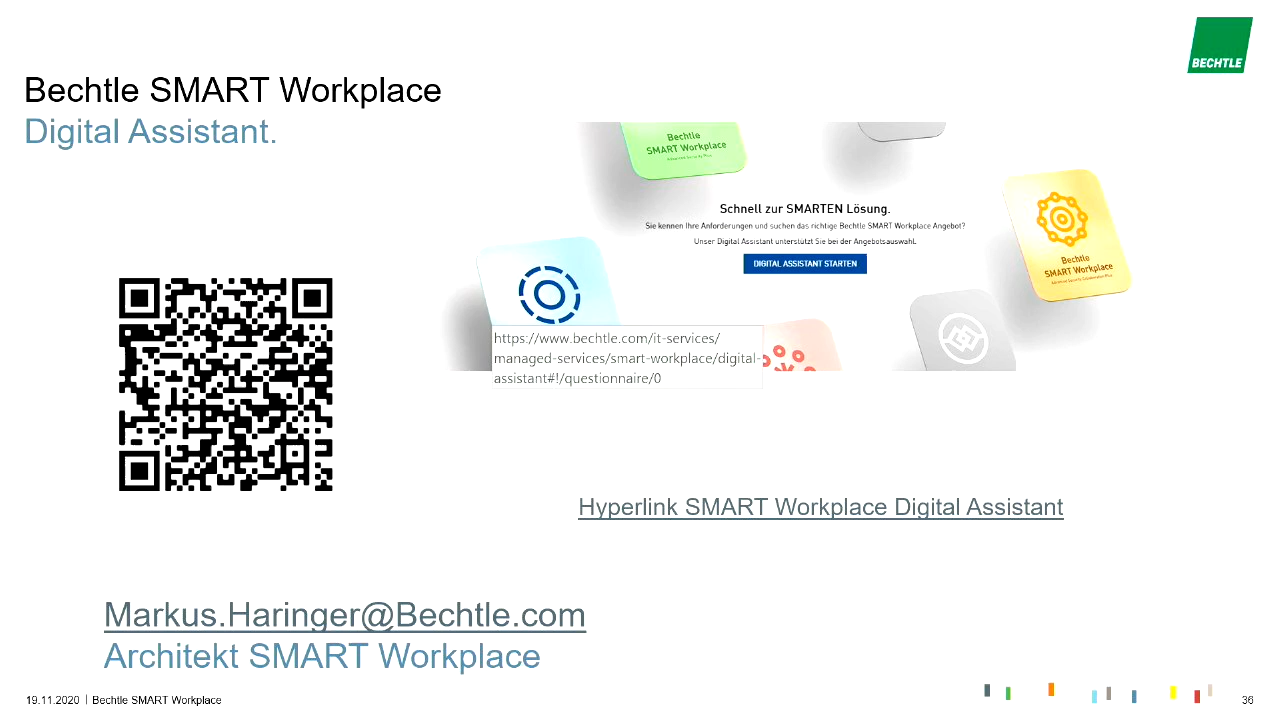 BECHTLE
Bechtle SMART Workplace
Digital Assistant.
Bechtle
SMART Workplace
Schnell zur SMARTEN Lösung.
Sie kennen Ihre Anforderungen und suchen das richtige Bechtle SMART Workplace Angebot?
Unser Digital Assistant unterstützt Sie bei der Angebotsauswahl.
DIGITAL ASSISTANT STARTEN
Bechtle
SMART Workplace
https://www.bechtle.com/it-services/
managed-services/smart-workplace/digital-
assistant#!/questionnaire/0
Hyperlink SMART Workplace Digital Assistant
Markus.Haringer@Bechtle.com
Architekt SMART Workplace
19.11.2020 | Bechtle SMART Workplace
36